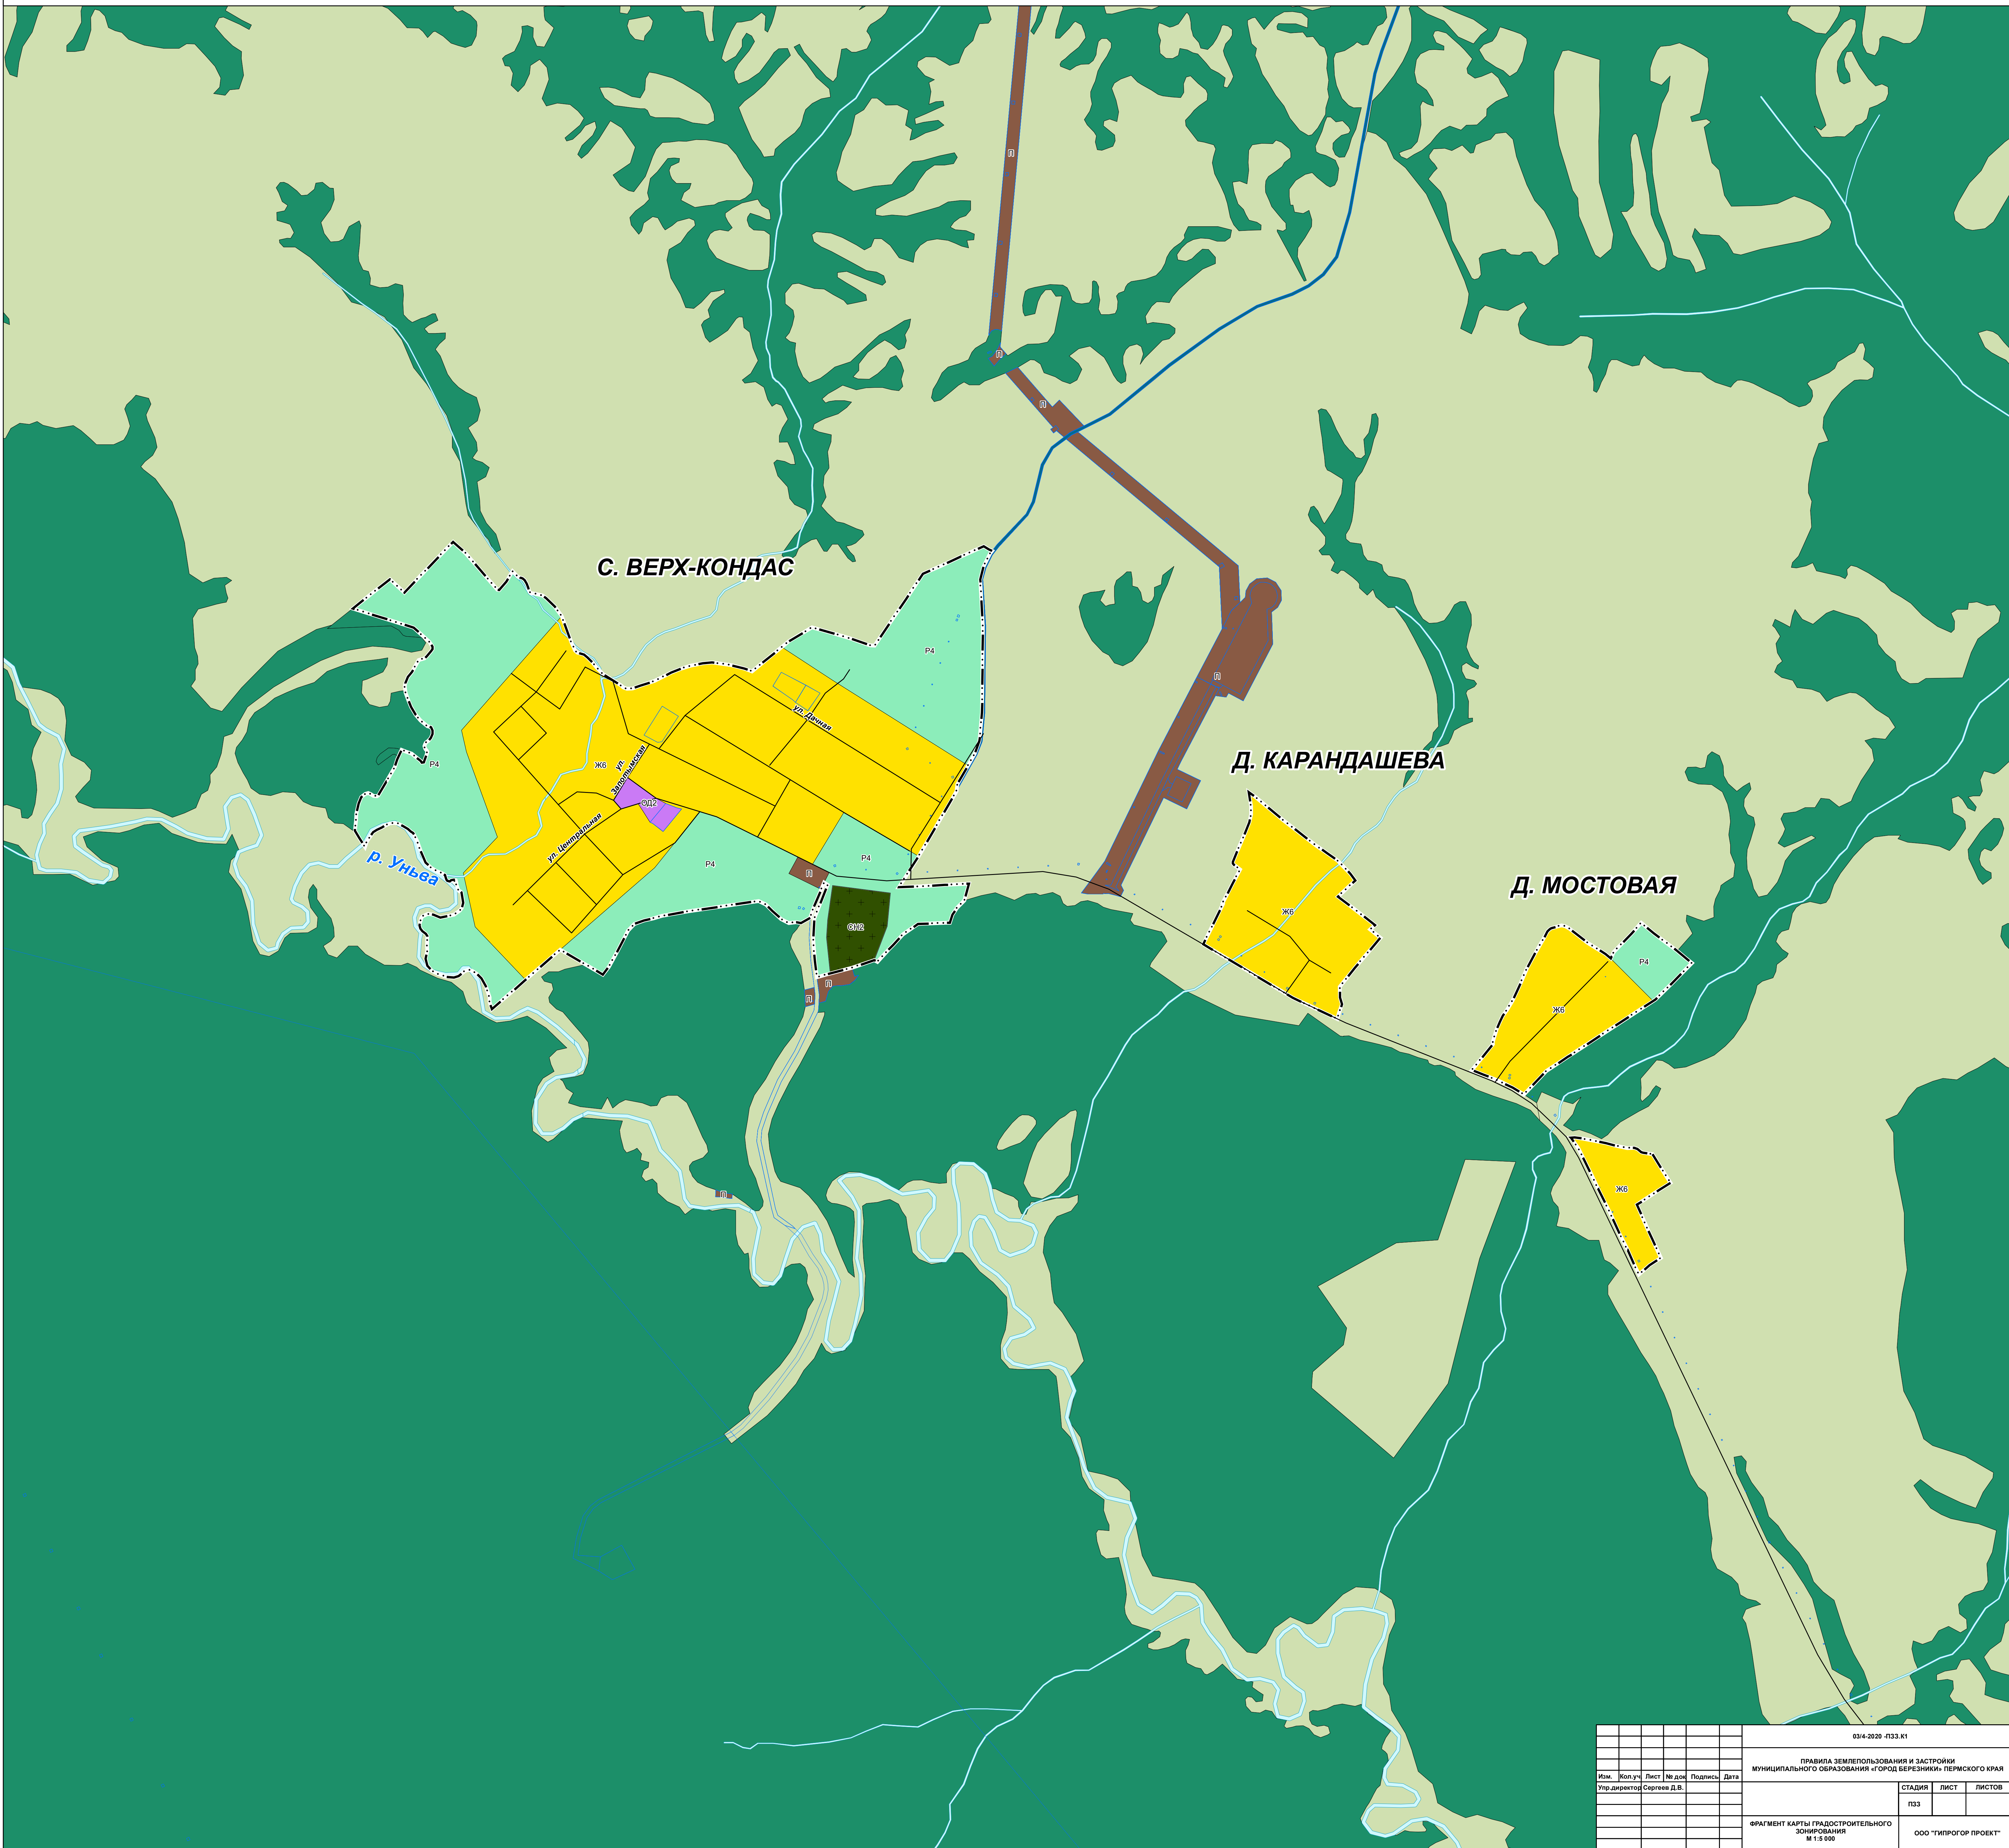 П
П
П
С. ВЕРХ-КОНДАС
Р4
П
ул. Дачная
ул.
Запотымская
Д. КАРАНДАШЕВА
Р4
Ж6
ОД2
ул. Центральная
р. Уньва
Р4
Р4
П
Д. МОСТОВАЯ
Ж6
СН2
Р4
П
П
Ж6
Ж6
П
03/4-2020 -ПЗЗ.К1
ПРАВИЛА ЗЕМЛЕПОЛЬЗОВАНИЯ И ЗАСТРОЙКИ
МУНИЦИПАЛЬНОГО ОБРАЗОВАНИЯ «ГОРОД БЕРЕЗНИКИ» ПЕРМСКОГО КРАЯ
Изм. Кол.уч Лист № док Подпись Дата
Упр.директор Сергеев Д.В.
СТАДИЯ ЛИСТ ЛИСТОВ
ПЗЗ
ФРАГМЕНТ КАРТЫ ГРАДОСТРОИТЕЛЬНОГО
ЗОНИРОВАНИЯ
М 1:5 000
ООО "ГИПРОГОР ПРОЕКТ"